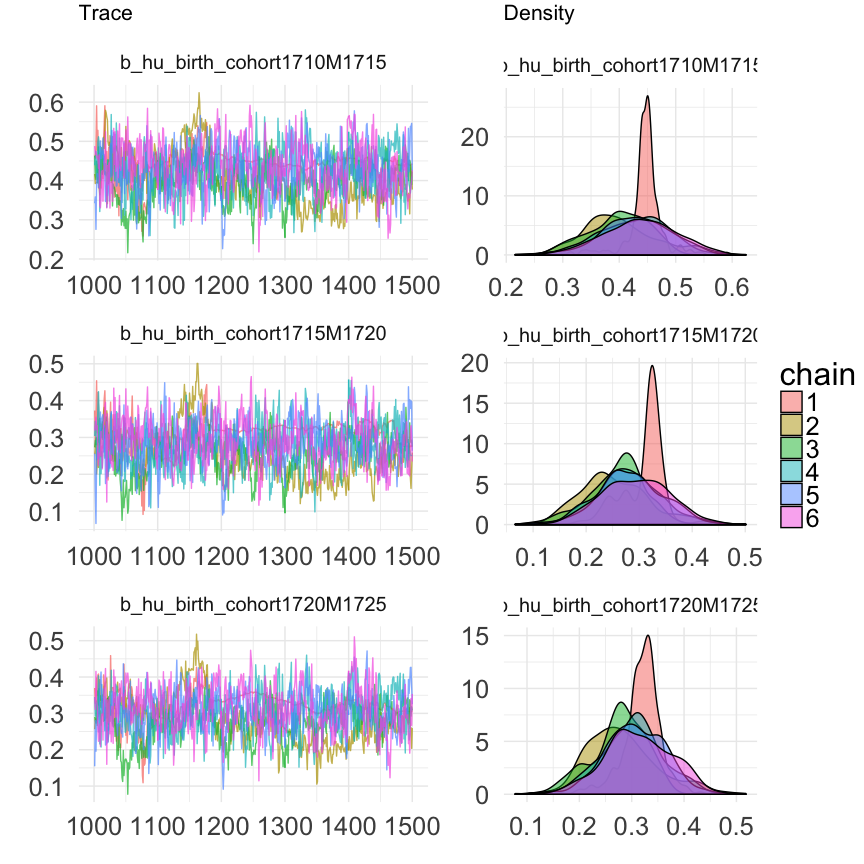 Trace
Density
b_hu_birth_cohort1710M1715
b_hu_birth_cohort1710M1715
0.6
0.5
0.4
0.3
0.2
1000 1100 1200 1300 1400 1500
20
10
0
0.2 0.3 0.4 0.5 0.6
b_hu_birth_cohort1715M1720
b_hu_birth_cohort1715M1720
0.5
0.4
0.3
0.2
0.1
1000 1100 1200 1300 1400 1500
20
15
10
5
0
0.1 0.2 0.3 0.4 0.5
chain
1
2
3
4
5
6
b_hu_birth_cohort1720M1725
b_hu_birth_cohort1720M1725
0.5
0.4
0.3
0.2
0.1
1000 1100 1200 1300 1400 1500
15
10
5
0
0.1 0.2 0.3 0.4 0.5